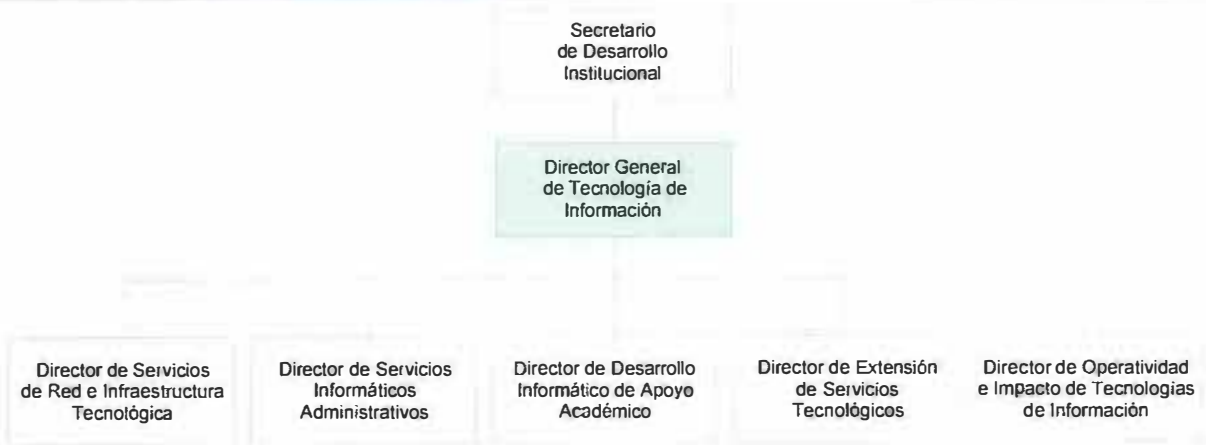 Secretario
de Desarrollo
Institucional
Director General
de Tecnología de
Información
Director de Servicios
de Red e Infraestructura
Tecnológica
Director de Servicios
Informáticos
Administrativos
Director de Desarrollo
Informático de Apoyo
Académico
Director de Extensión
de Servicios
Tecnológicos
Director de Operatividad
e Impacto de Tecnologías
de Información